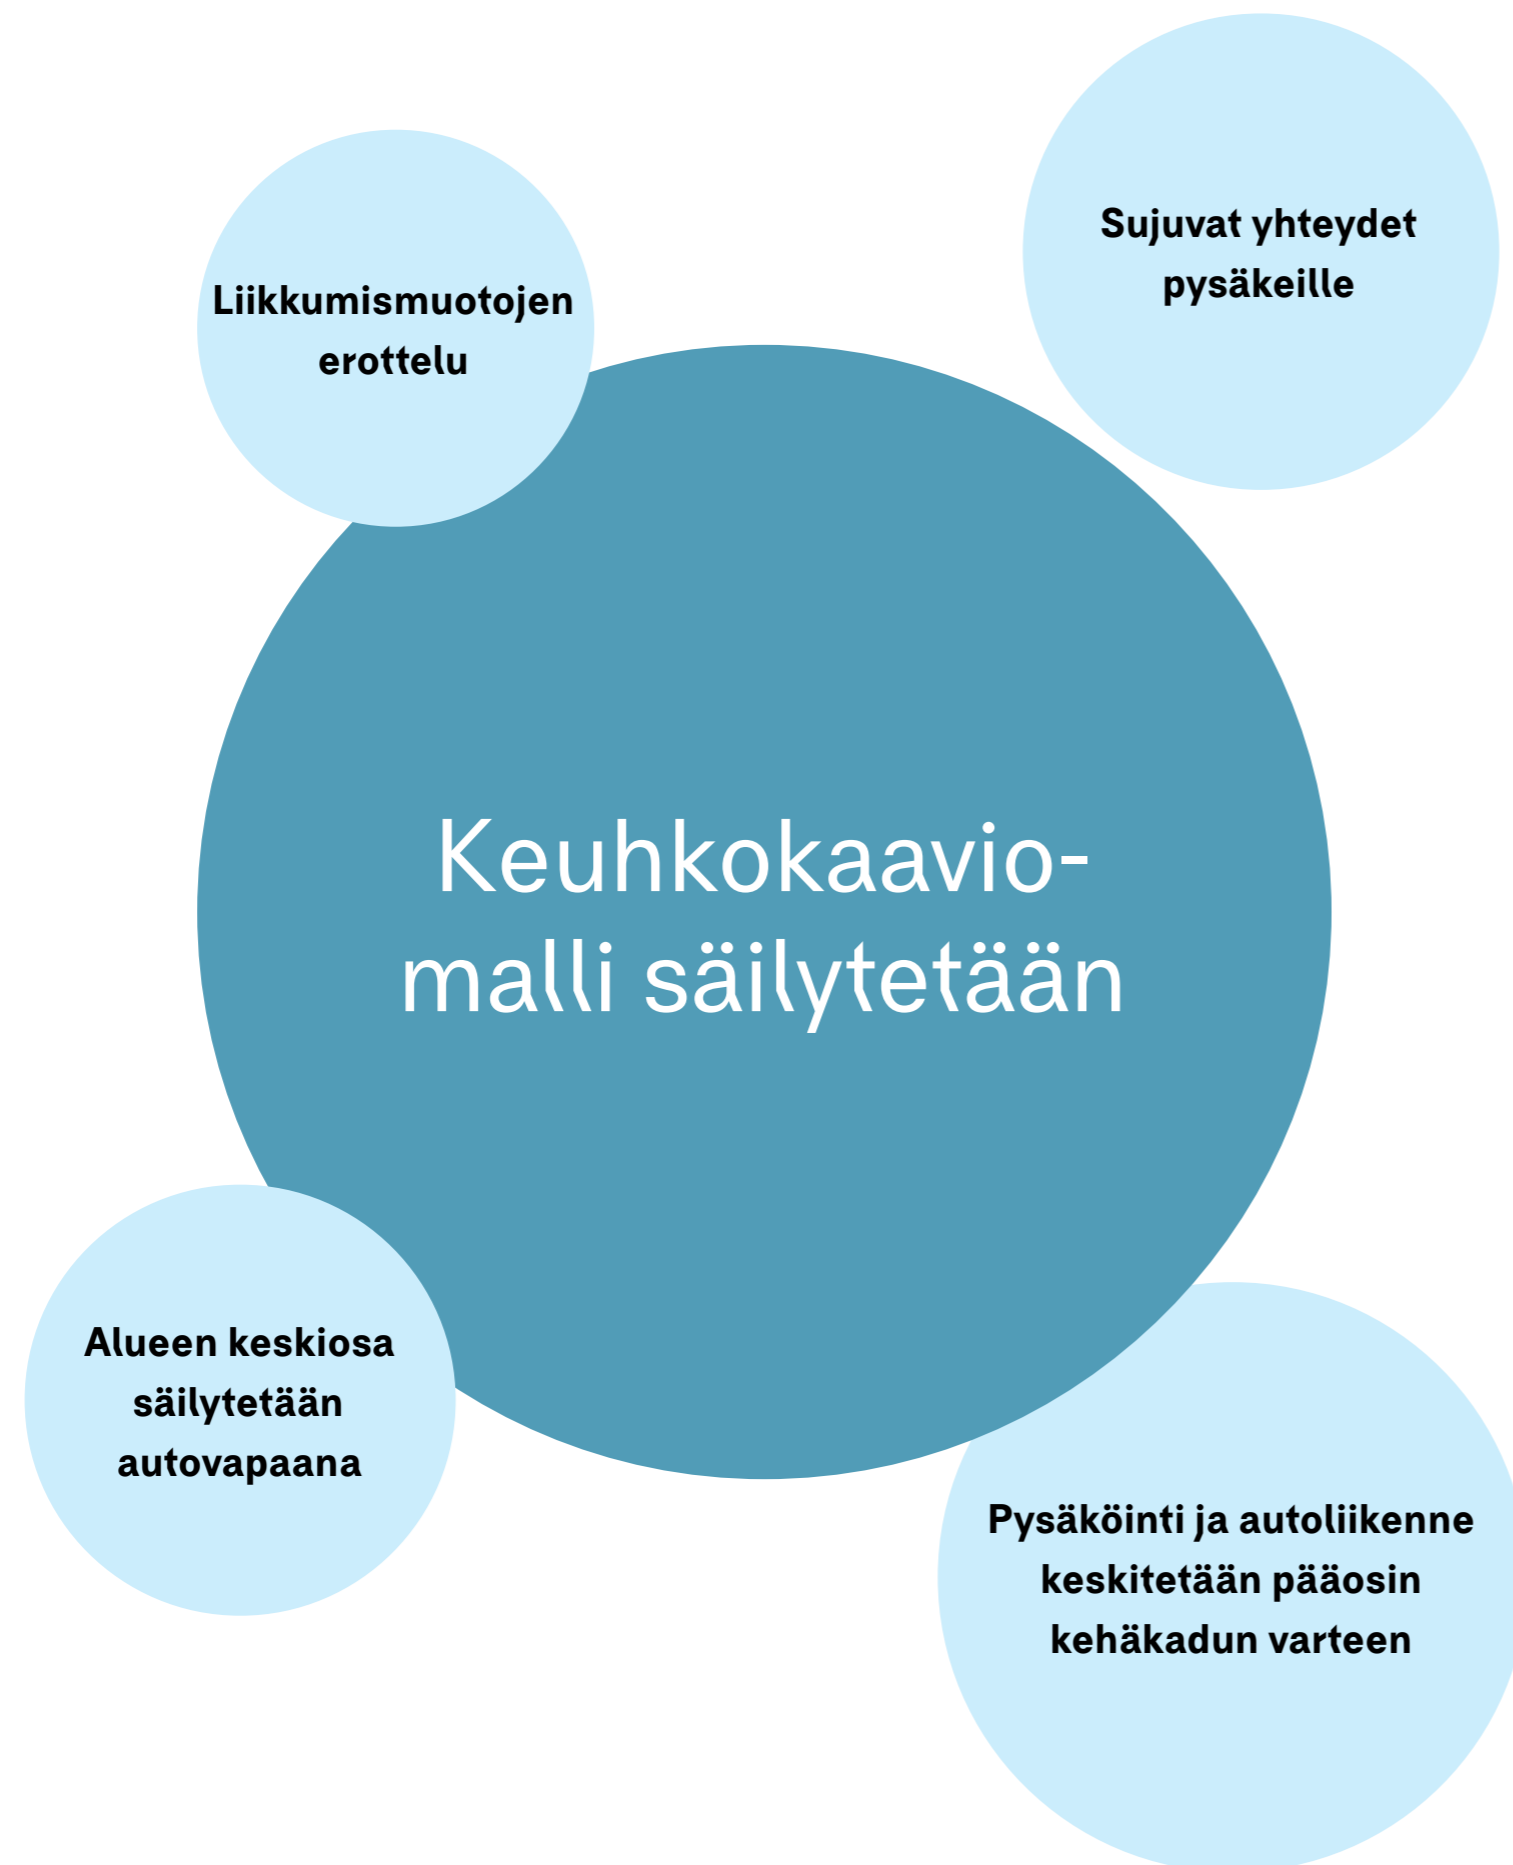 Liikkumismuotojen
erottelu
Sujuvat yhteydet
pysäkeille
Keuhkokaavio-
malli säilytetään
Alueen keskiosa
säilytetään
autovapaana
Pysäköinti ja autoliikenne
keskitetään pääosin
kehäkadun varteen